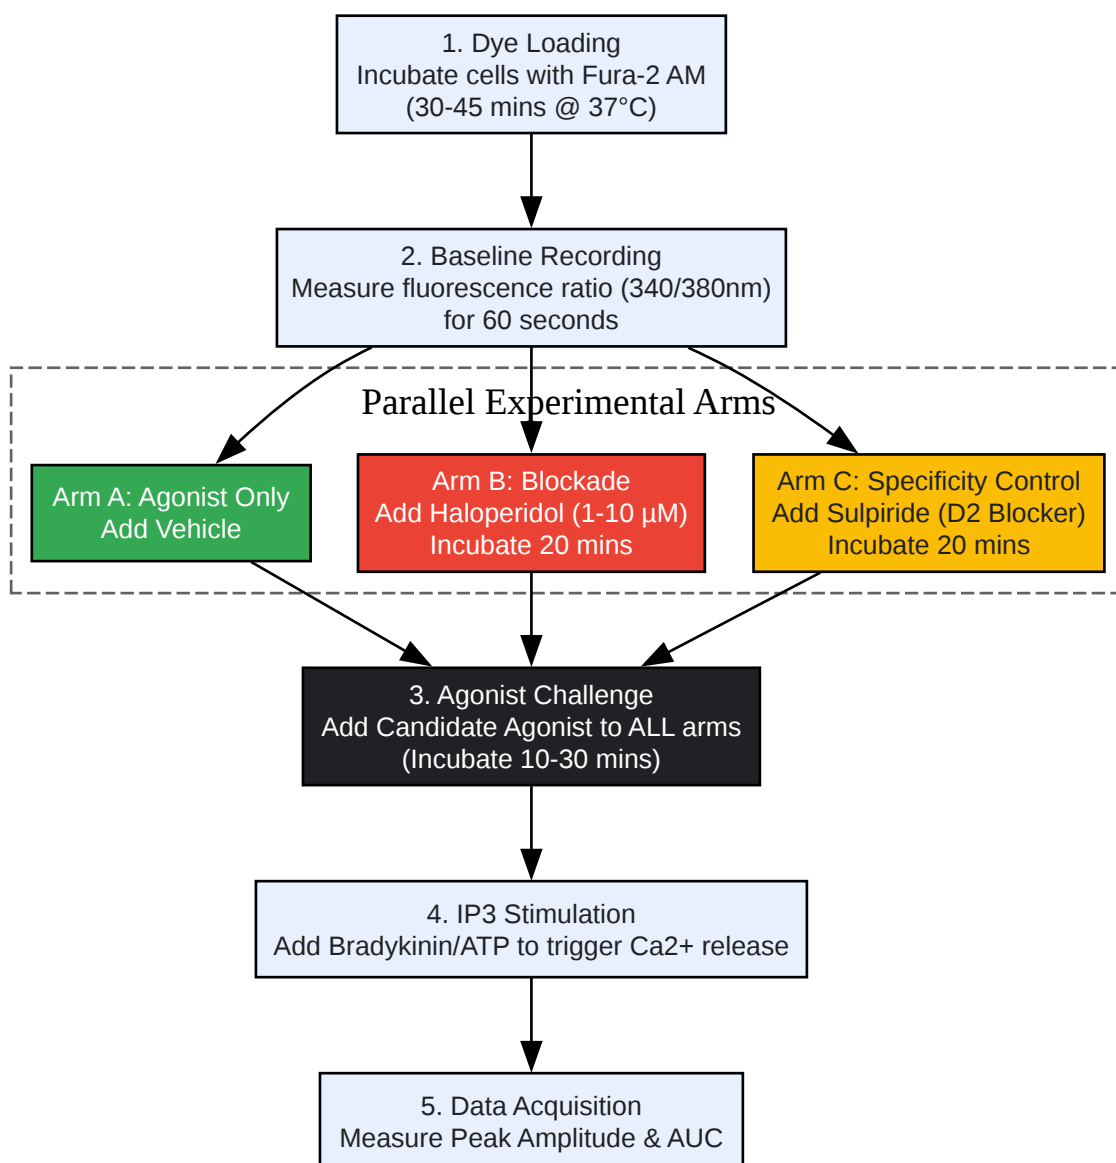 1. Dye Loading
Incubate cells with Fura-2 AM
(30-45 mins @ 37°C)
2. Baseline Recording
Measure fluorescence ratio (340/380nm)
for 60 seconds
Parallel Experimental Arms
Arm A: Agonist Only
Add Vehicle
Arm B: Blockade
Add Haloperidol (1-10 µM)
Incubate 20 mins
Arm C: Specificity Control
Add Sulpiride (D2 Blocker)
Incubate 20 mins
3. Agonist Challenge
Add Candidate Agonist to ALL arms
(Incubate 10-30 mins)
4. IP3 Stimulation
Add Bradykinin/ATP to trigger Ca2+ release
5. Data Acquisition
Measure Peak Amplitude & AUC